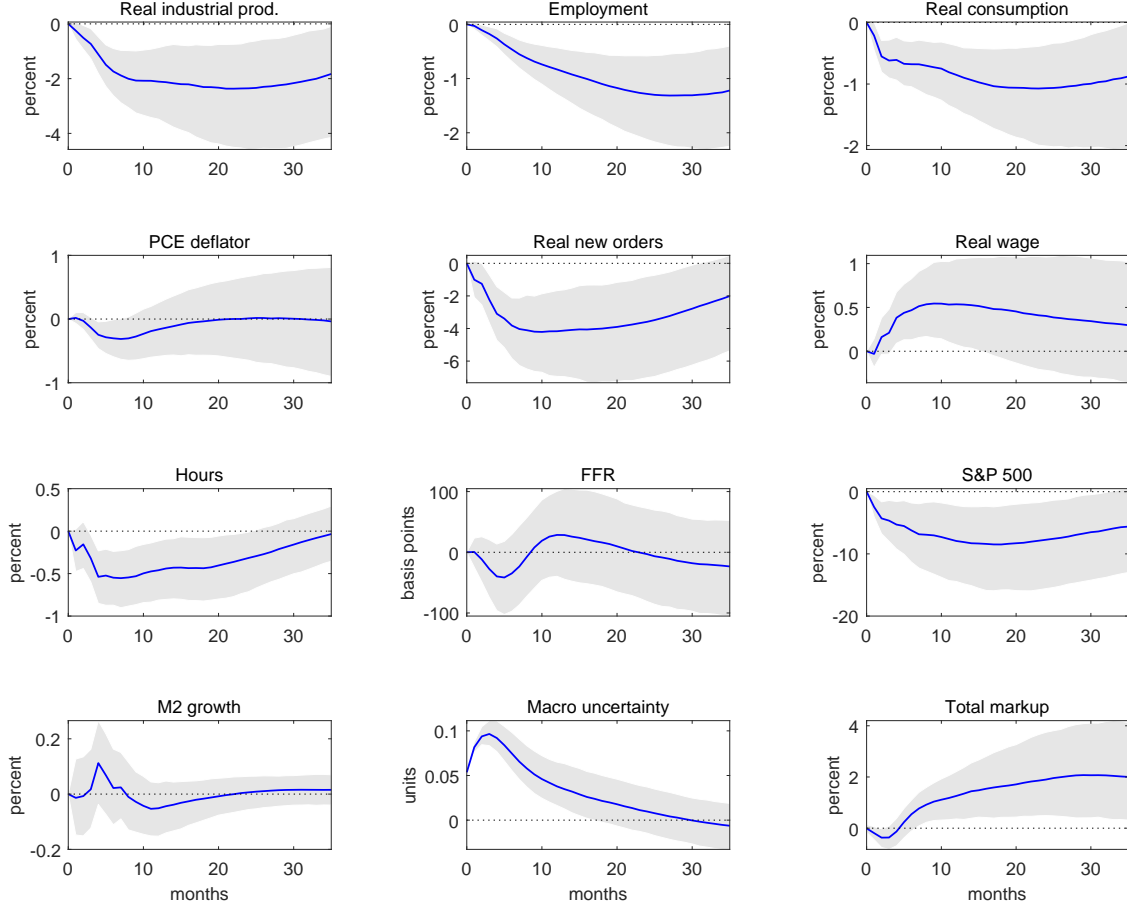 Real industrial prod.
percent
0
-2
-4
0 10 20 30
Employment
percent
0
-1
-2
0 10 20 30
Real consumption
percent
0
-1
-2
0 10 20 30
PCE deflator
percent
1
0
-1
0 10 20 30
Real new orders
percent
0
-2
-4
-6
0 10 20 30
Real wage
percent
1
0.5
0
0 10 20 30
Hours
percent
0.5
0
-0.5
-1
0 10 20 30
FFR
basis points
100
0
-100
0 10 20 30
S&P 500
percent
0
-10
-20
0 10 20 30
M2 growth
percent
0.2
0
-0.2
0 10 20 30
months
Macro uncertainty
units
0.1
0.05
0
0 10 20 30
months
Total markup
percent
4
2
0
0 10 20 30
months